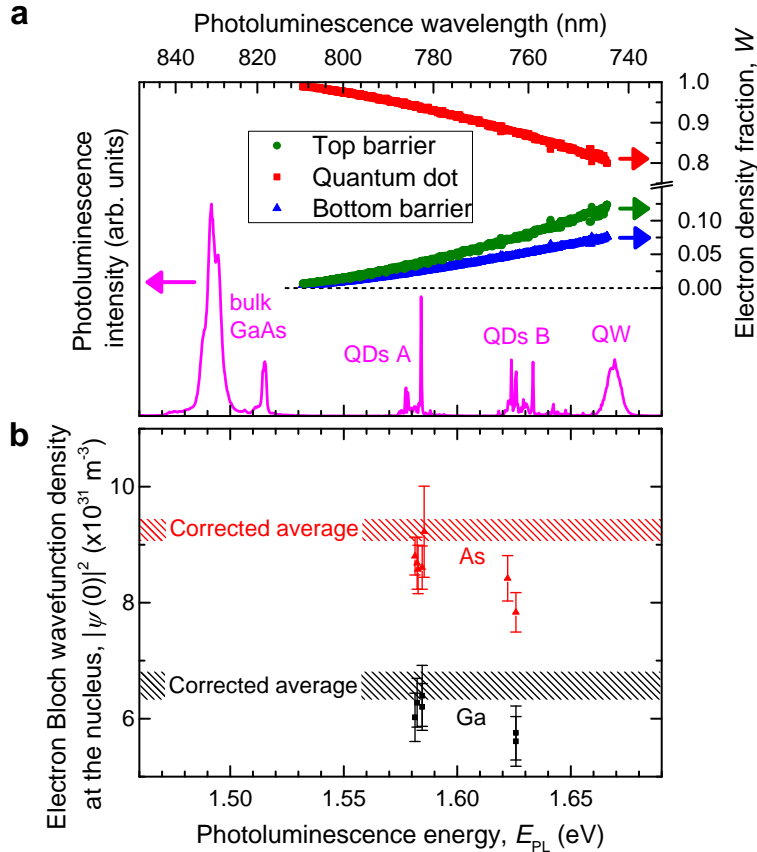 a
Photoluminescence wavelength (nm)
840 820 800 780 760 740
Photoluminescence
intensity (arb. units)
Top barrier
Quantum dot
Bottom barrier
1.0
0.9
0.8
0.10
0.05
0.00
Electron density fraction, W
bulk
GaAs
QDs A
QDs B
QW
b
Electron Bloch wavefunction density
at the nucleus, |ψ(0)|² (x10³¹ m⁻³)
10
8
6
Corrected average
As
Corrected average
Ga
1.50 1.55 1.60 1.65
Photoluminescence energy, E_PL (eV)